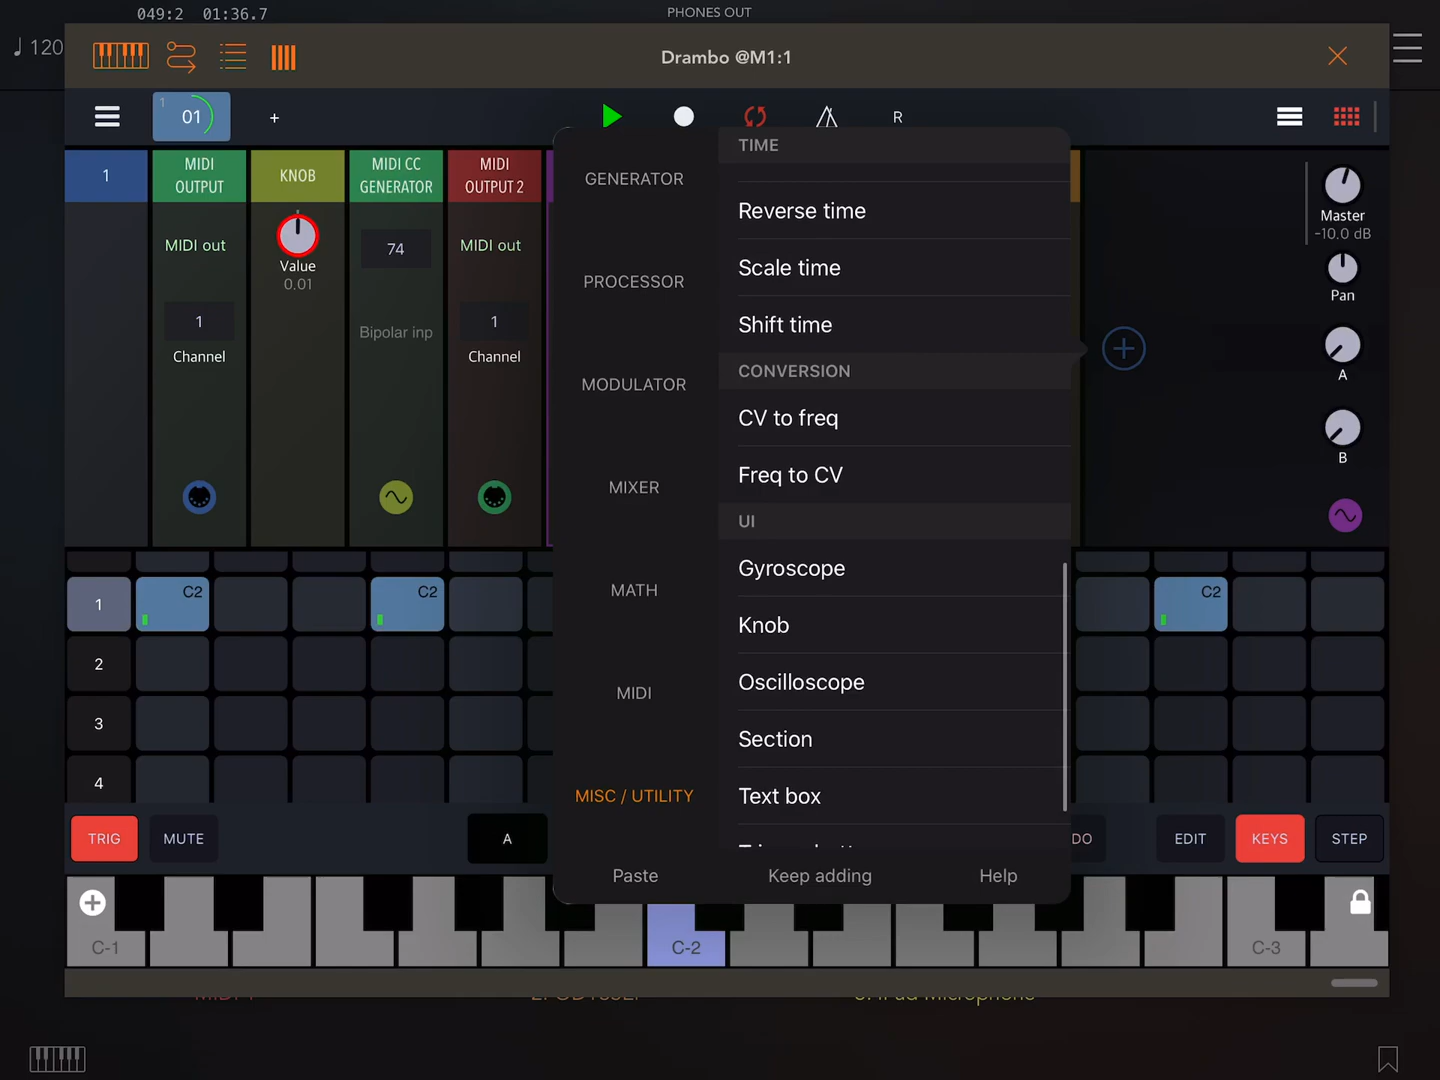 049:2 01:36.7
PHONES OUT
♩ 120
Drambo @M1:1
1
01
+
R
1
MIDI
OUTPUT
KNOB
MIDI CC
GENERATOR
MIDI
OUTPUT 2
MIDI out
Value
0.01
74
MIDI out
Bipolar inp
1
Channel
1
Channel
GENERATOR
PROCESSOR
MODULATOR
MIXER
MATH
MIDI
MISC / UTILITY
TIME
Reverse time
Scale time
Shift time
CONVERSION
CV to freq
Freq to CV
UI
Gyroscope
Knob
Oscilloscope
Section
Text box
Paste
Keep adding
Help
Master
-10.0 dB
Pan
A
B
1
C2
C2
C2
2
3
4
TRIG
MUTE
A
DO
EDIT
KEYS
STEP
C-1
C-2
C-3